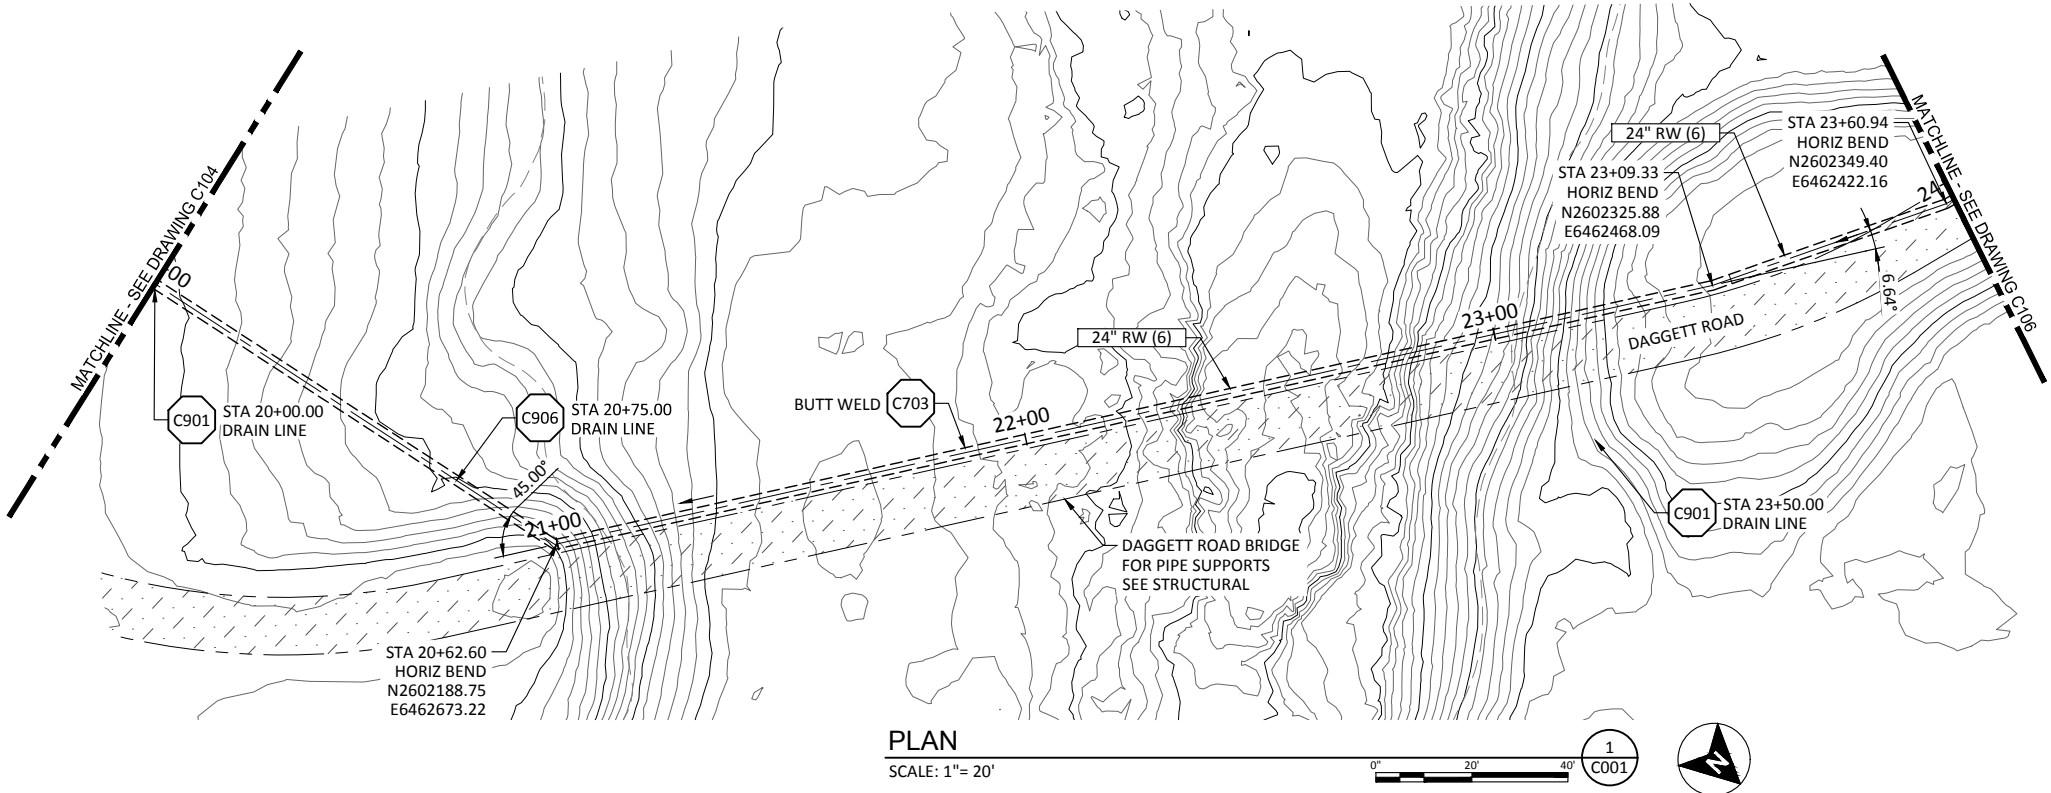 MATCHLINE - SEE DRAWING C104
00
C901
STA 20+00.00
DRAIN LINE
C906
STA 20+75.00
DRAIN LINE
45.00°
21+00
STA 20+62.60
HORIZ BEND
N2602188.75
E6462673.22
BUTT WELD
C703
22+00
24" RW (6)
DAGGETT ROAD BRIDGE
FOR PIPE SUPPORTS
SEE STRUCTURAL
23+00
24" RW (6)
STA 23+09.33
HORIZ BEND
N2602325.88
E6462468.09
STA 23+60.94
HORIZ BEND
N2602349.40
E6462422.16
24
MATCHLINE - SEE DRAWING C106
6.64°
DAGGETT ROAD
C901
STA 23+50.00
DRAIN LINE
PLAN
SCALE: 1"= 20'
0"
20'
40'
1
C001
N